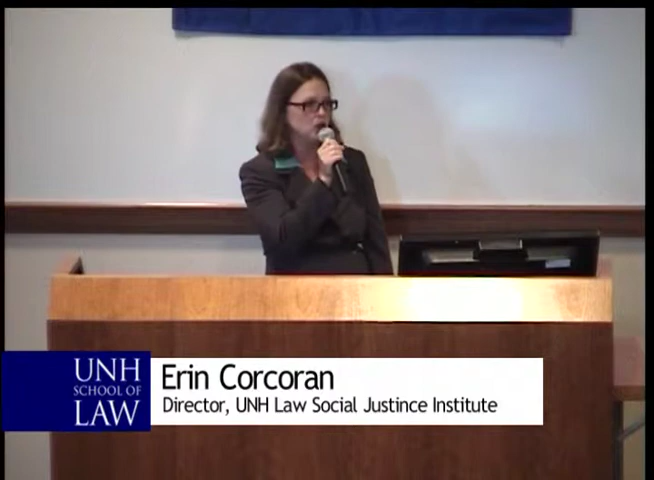 UNH
SCHOOL OF
LAW
Erin Corcoran
Director, UNH Law Social Justince Institute